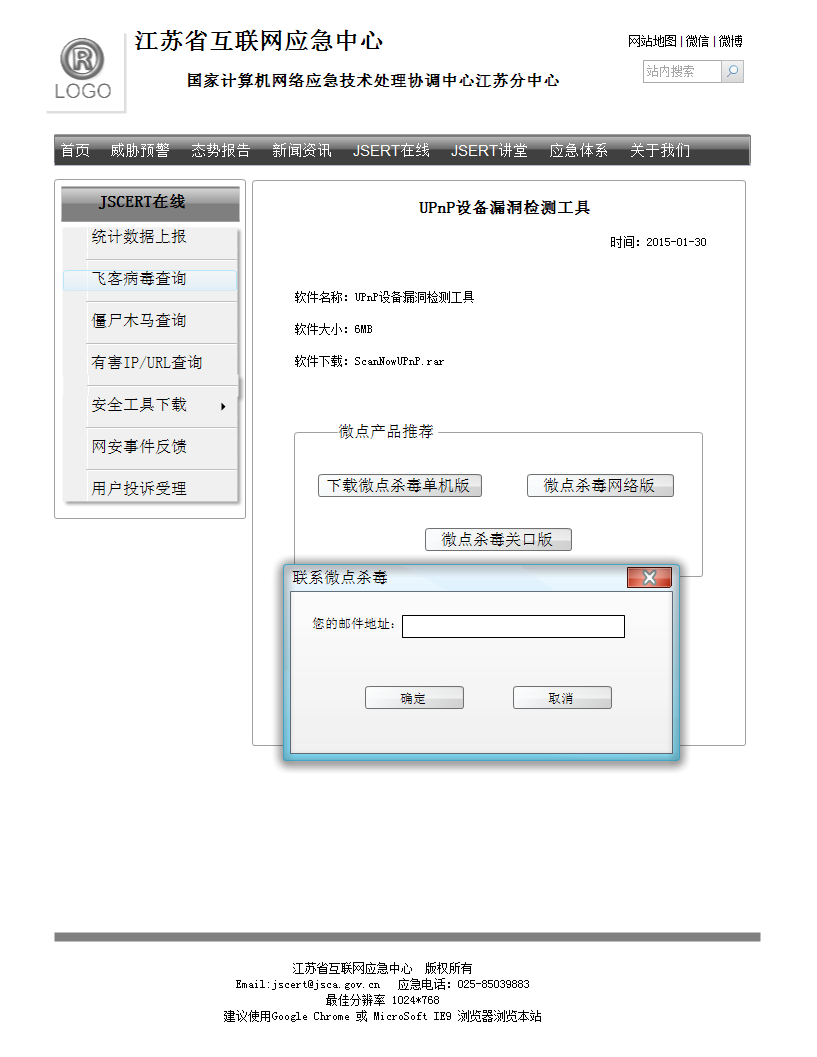 ® LOGO
江苏省互联网应急中心
国家计算机网络应急技术处理协调中心江苏分中心
网站地图 | 微信 | 微博
站内搜索
首页 威胁预警 态势报告 新闻资讯 JSERT在线 JSERT讲堂 应急体系 关于我们
JSCERT在线
统计数据上报
飞客病毒查询
僵尸木马查询
有害IP/URL查询
安全工具下载
网安事件反馈
用户投诉受理
UPnP设备漏洞检测工具
时间: 2015-01-30
软件名称: UPnP设备漏洞检测工具
软件大小: 6MB
软件下载: ScanNowUPnP.rar
微点产品推荐
下载微点杀毒单机版
微点杀毒网络版
微点杀毒关口版
联系微点杀毒
您的邮件地址:
确定
取消
江苏省互联网应急中心 版权所有
Email:jscert@jsca.gov.cn 应急电话: 025-85039883
最佳分辨率 1024*768
建议使用Google Chrome 或 MicroSoft IE9 浏览器浏览本站